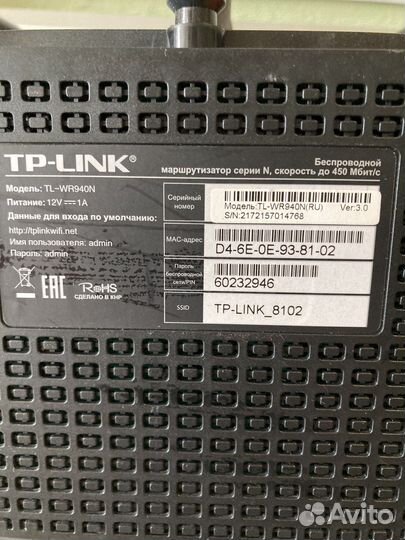 TP-LINK®
Беспроводной
маршрутизатор серии N, скорость до 450 Мбит/с
Модель: TL-WR940N
Питание: 12V⎓1A
Данные для входа по умолчанию:
http://tplinkwifi.net
Имя пользователя: admin
Пароль: admin
EAC
RoHS
СДЕЛАНО В КНР
Серийный номер
Модель:TL-WR940N(RU) Ver:3.0
S/N:2172157014768
MAC-адрес
D4-6E-0E-93-81-02
Пароль беспроводной сети/PIN
60232946
SSID
TP-LINK_8102
Avito